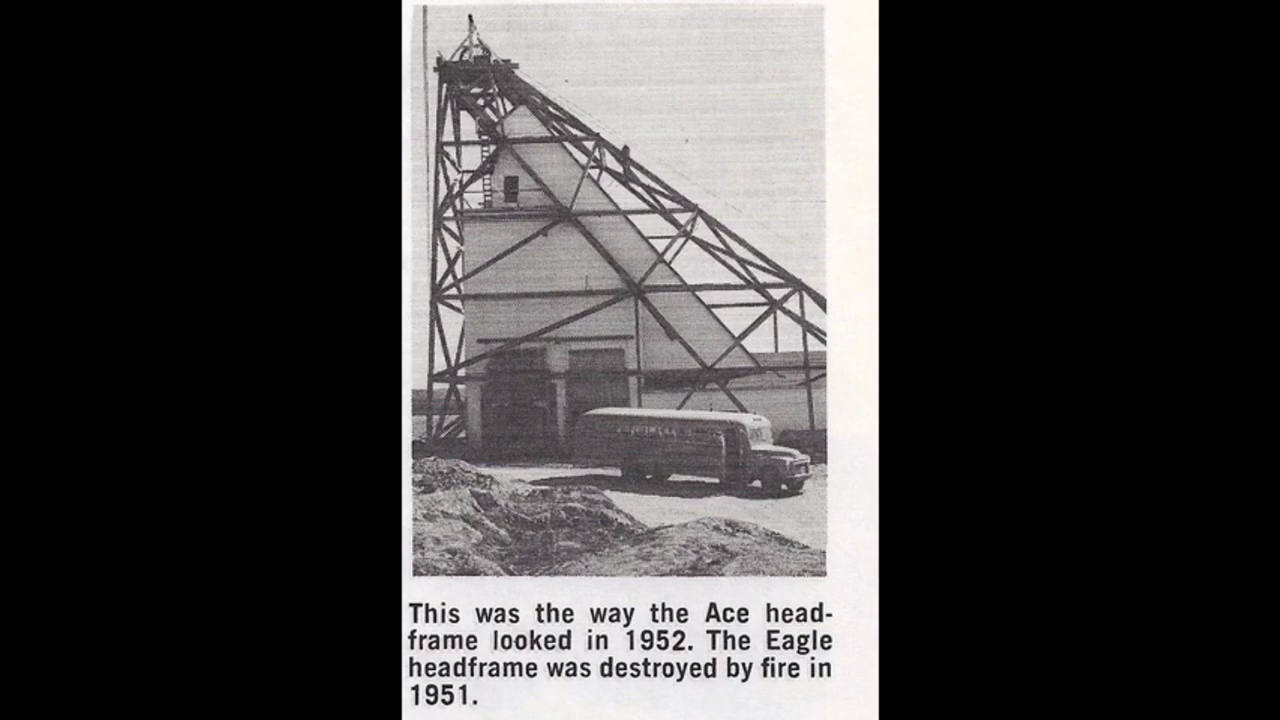 This was the way the Ace head-
frame looked in 1952. The Eagle
headframe was destroyed by fire in
1951.